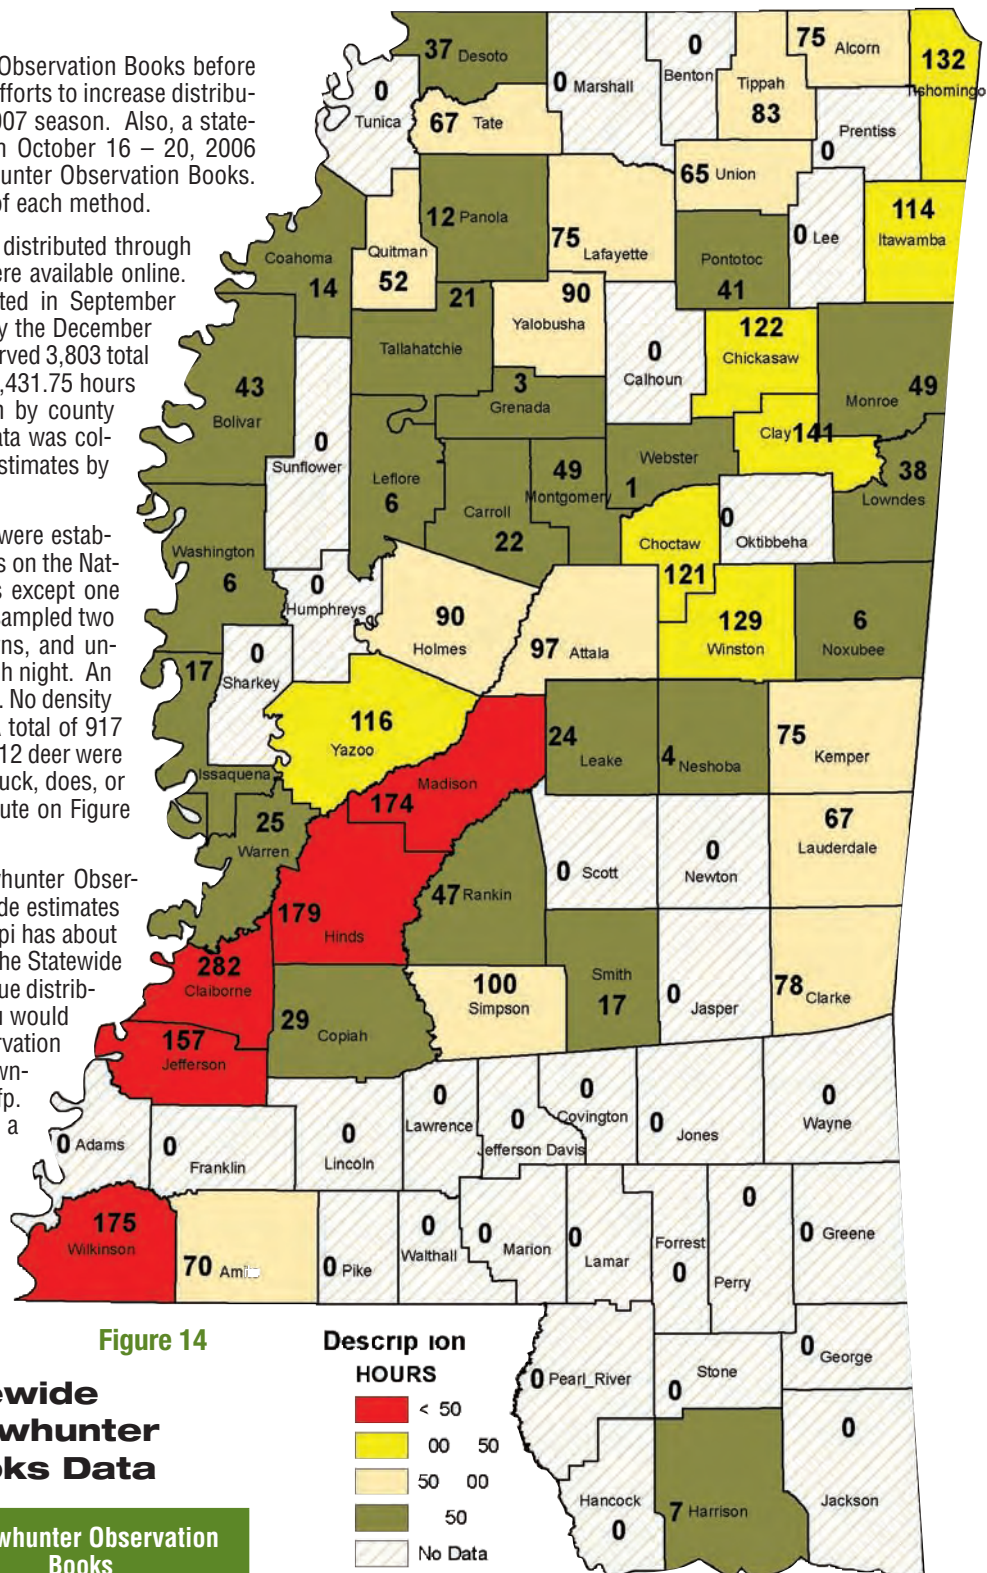 Observation Books before
efforts to increase distribu-
007 season. Also, a state-
n October 16 – 20, 2006
unter Observation Books.
of each method.
distributed through
ere available online.
ted in September
y the December
rved 3,803 total
,431.75 hours
n by county
ata was col-
stimates by
were estab-
s on the Nat-
s except one
sampled two
ns, and un-
h night. An
. No density
total of 917
12 deer were
uck, does, or
ute on Figure
whunter Obser-
de estimates
pi has about
he Statewide
ue distrib-
u would
rvation
wn-
fp.
a
37 Desoto
0 Marshall
0 Benton
Tippah 83
75 Alcorn
132 Tishomingo
0 Tunica
67 Tate
Prentiss 0
65 Union
12 Panola
75 Lafayette
0 Lee
114 Itawamba
Coahoma 14
Quitman 52
Pontotoc 41
21 Tallahatchie
90 Yalobusha
0 Calhoun
122 Chickasaw
Monroe 49
43 Bolivar
0 Sunflower
3 Grenada
Clay 141
Leflore 6
Carroll 22
49 Montgomery
Webster 1
38 Lowndes
0 Oktibbeha
Choctaw 121
Washington 6
0 Humphreys
90 Holmes
97 Attala
129 Winston
6 Noxubee
17 Issaquena
0 Sharkey
116 Yazoo
Madison 174
24 Leake
4 Neshoba
75 Kemper
25 Warren
179 Hinds
47 Rankin
0 Scott
0 Newton
67 Lauderdale
282 Claiborne
29 Copiah
100 Simpson
Smith 17
0 Jasper
78 Clarke
157 Jefferson
0 Adams
0 Franklin
0 Lincoln
0 Lawrence
0 Jefferson Davis
0 Covington
0 Jones
0 Wayne
175 Wilkinson
70 Ami
0 Pike
0 Walthall
0 Marion
0 Lamar
Forrest 0
0 Perry
0 Greene
0 Pearl_River
Stone 0
0 George
Hancock 0
7 Harrison
0 Jackson
Figure 14
Descrip ion
HOURS
< 50
00 50
50 00
50
No Data
ewide
whunter
ks Data
whunter Observation
Books